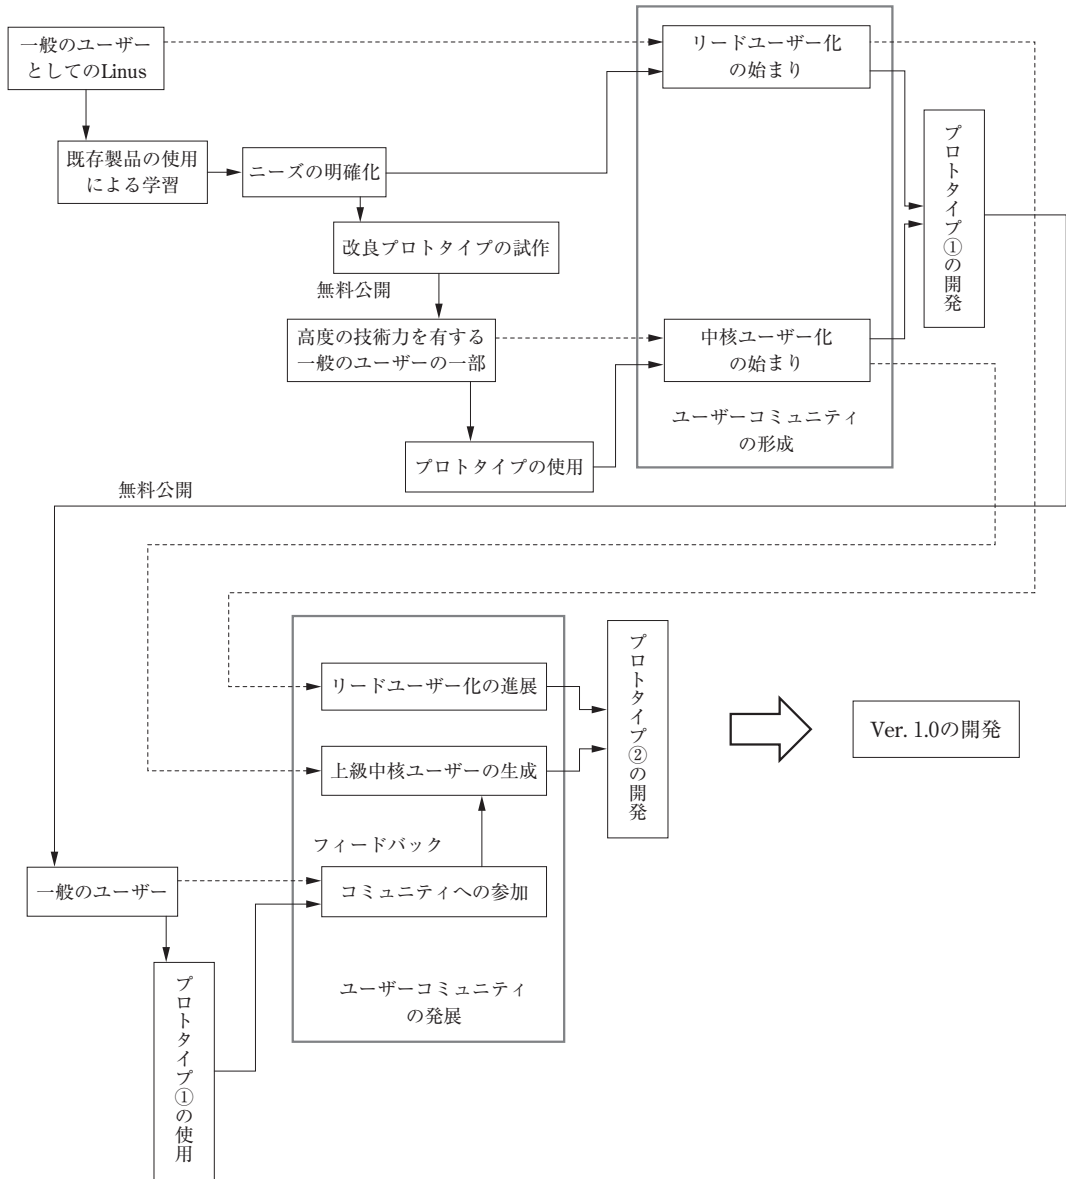 一般のユーザー
としてのLinus
リードユーザー化
の始まり
既存製品の使用
による学習
ニーズの明確化
プロトタイプ①の開発
改良プロトタイプの試作
無料公開
高度の技術力を有する
一般のユーザーの一部
中核ユーザー化
の始まり
ユーザーコミュニティ
の形成
プロトタイプの使用
無料公開
リードユーザー化の進展
プロトタイプ②の開発
Ver. 1.0の開発
上級中核ユーザーの生成
フィードバック
一般のユーザー
コミュニティへの参加
プロトタイプ①の使用
ユーザーコミュニティ
の発展